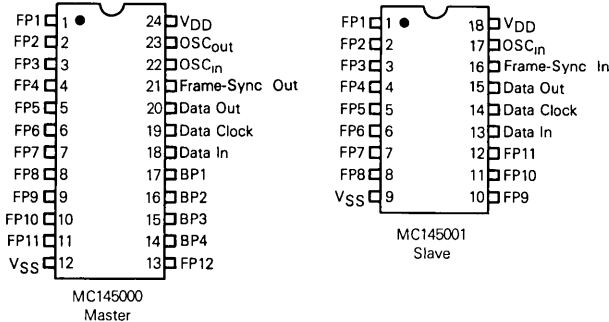 FP1 1 24 VDD
FP2 2 23 OSCout
FP3 3 22 OSCin
FP4 4 21 Frame-Sync Out
FP5 5 20 Data Out
FP6 6 19 Data Clock
FP7 7 18 Data In
FP8 8 17 BP1
FP9 9 16 BP2
FP10 10 15 BP3
FP11 11 14 BP4
VSS 12 13 FP12
MC145000
Master
FP1 1 18 VDD
FP2 2 17 OSCin
FP3 3 16 Frame-Sync In
FP4 4 15 Data Out
FP5 5 14 Data Clock
FP6 6 13 Data In
FP7 7 12 FP11
FP8 8 11 FP10
VSS 9 10 FP9
MC145001
Slave